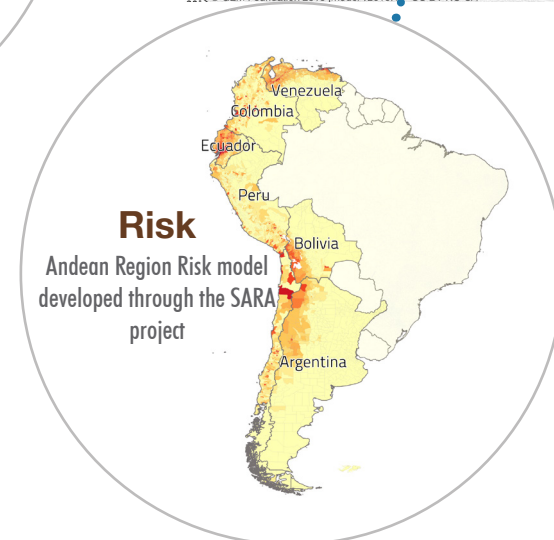 Venezuela
Colombia
Ecuador
Peru
Risk
Bolivia
Andean Region Risk model
developed through the SARA
project
Argentina